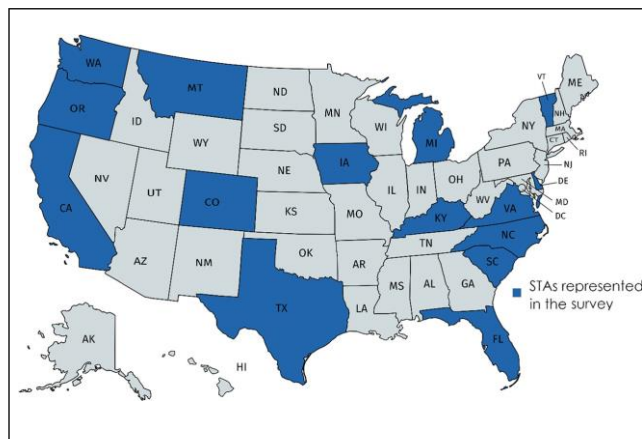 WA
MT
ND
MN
ME
VT
OR
ID
SD
WI
MI
NY
NH
MA
CT
RI
WY
IA
PA
NJ
NV
NE
IL
IN
OH
DE
MD
DC
CA
UT
CO
KS
MO
WV
VA
KY
NC
TN
AZ
NM
OK
AR
SC
MS
AL
GA
TX
LA
STAs represented
in the survey
FL
AK
HI